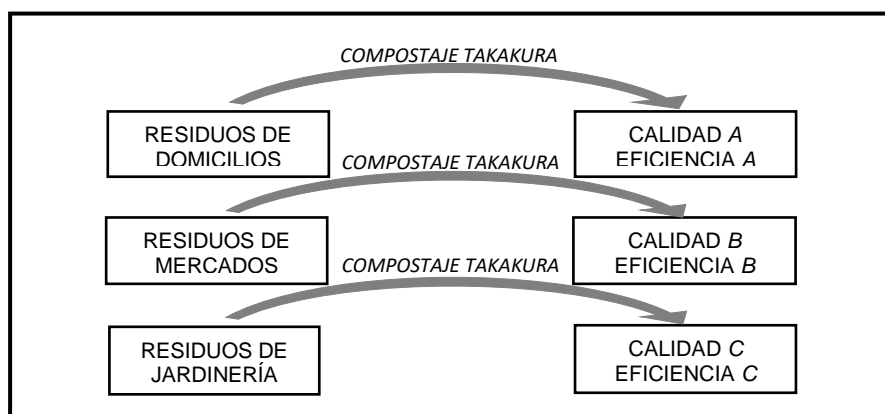 COMPOSTAJE TAKAKURA
RESIDUOS DE
DOMICILIOS
CALIDAD A
EFICIENCIA A
COMPOSTAJE TAKAKURA
RESIDUOS DE
MERCADOS
CALIDAD B
EFICIENCIA B
COMPOSTAJE TAKAKURA
RESIDUOS DE
JARDINERÍA
CALIDAD C
EFICIENCIA C